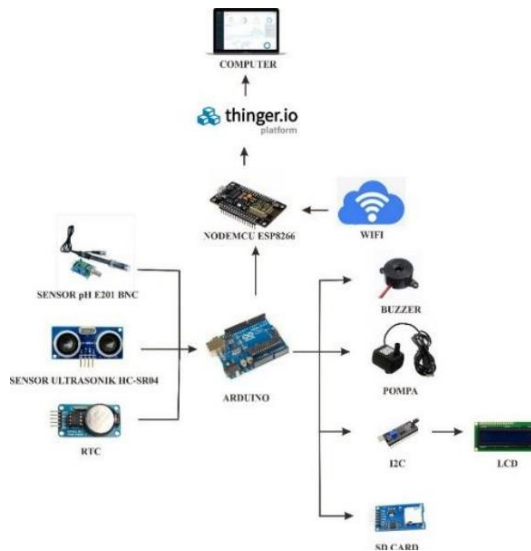 COMPUTER
thinger.io
platform
NODEMCU ESP8266
WIFI
SENSOR pH E201 BNC
BUZZER
SENSOR ULTRASONIK HC-SR04
ARDUINO
POMPA
RTC
I2C
LCD
SD CARD